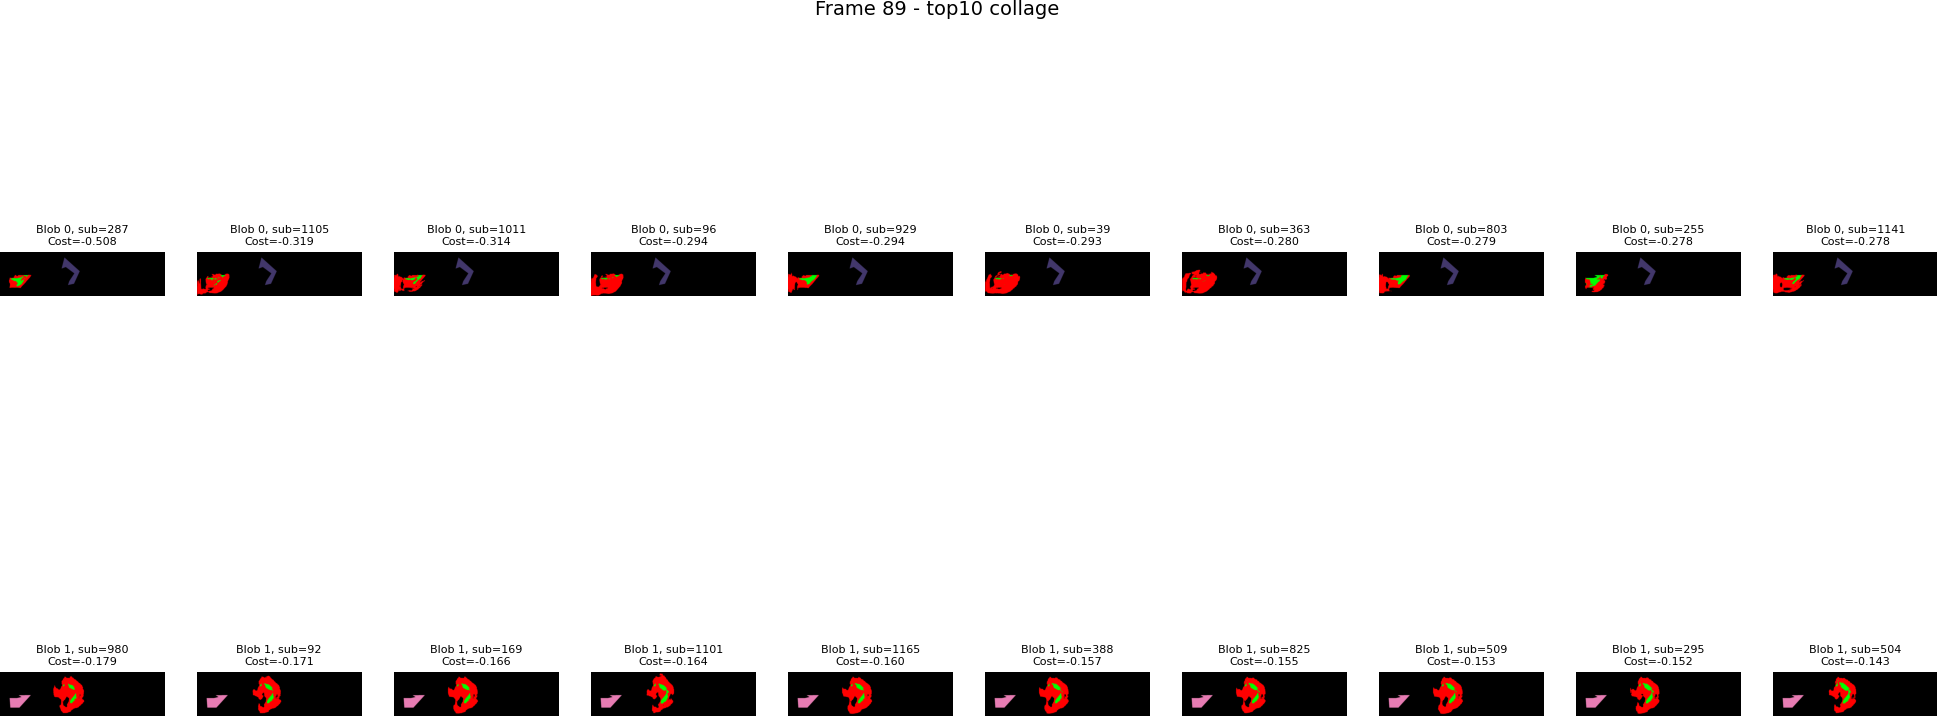 Frame 89 - top10 collage
Blob 0, sub=287
Cost=-0.508
Blob 0, sub=1105
Cost=-0.319
Blob 0, sub=1011
Cost=-0.314
Blob 0, sub=96
Cost=-0.294
Blob 0, sub=929
Cost=-0.294
Blob 0, sub=39
Cost=-0.293
Blob 0, sub=363
Cost=-0.280
Blob 0, sub=803
Cost=-0.279
Blob 0, sub=255
Cost=-0.278
Blob 0, sub=1141
Cost=-0.278
Blob 1, sub=980
Cost=-0.179
Blob 1, sub=92
Cost=-0.171
Blob 1, sub=169
Cost=-0.166
Blob 1, sub=1101
Cost=-0.164
Blob 1, sub=1165
Cost=-0.160
Blob 1, sub=388
Cost=-0.157
Blob 1, sub=825
Cost=-0.155
Blob 1, sub=509
Cost=-0.153
Blob 1, sub=295
Cost=-0.152
Blob 1, sub=504
Cost=-0.143